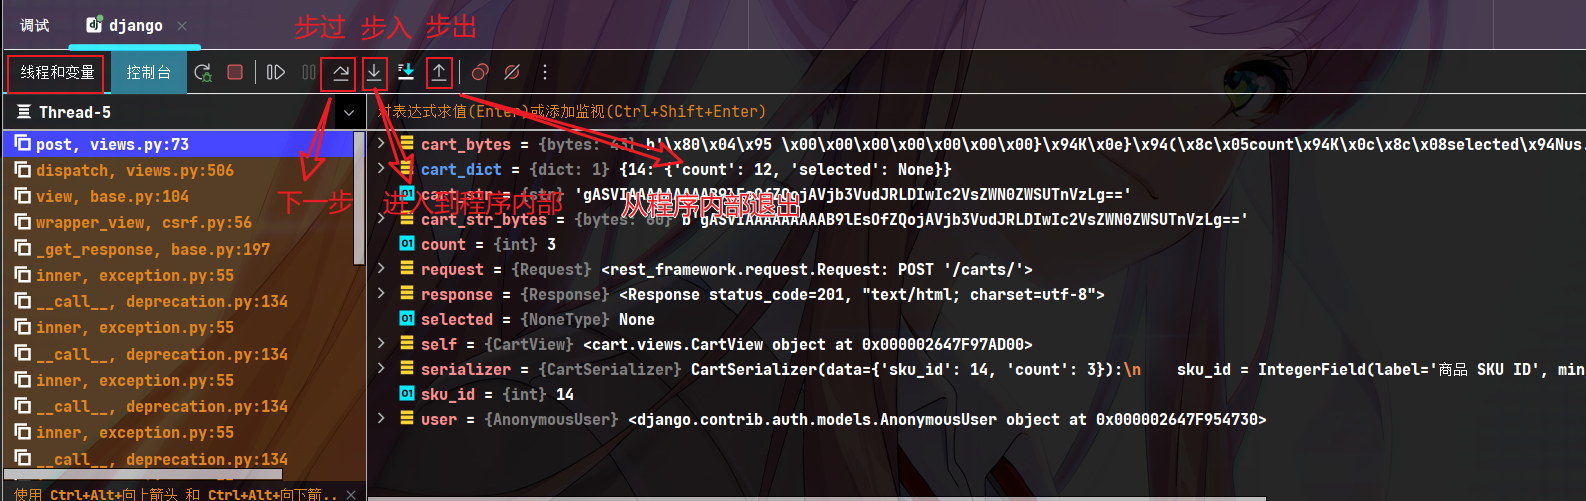 调试 django
步过 步入 步出
线程和变量 控制台
Thread-5
对表达式求值(Enter)或添加监视(Ctrl+Shift+Enter)
post, views.py:73
dispatch, views.py:506
view, base.py:104
wrapper_view, csrf.py:56
_get_response, base.py:197
inner, exception.py:55
__call__, deprecation.py:134
inner, exception.py:55
__call__, deprecation.py:134
inner, exception.py:55
__call__, deprecation.py:134
inner, exception.py:55
__call__, deprecation.py:134
使用 Ctrl+Alt+向上箭头 和 Ctrl+Alt+向下箭..
cart_bytes = {bytes: 43} b'\x80\x04\x95 \x00\x00\x00\x00\x00\x00\x00}\x94K\x0e}\x94(\x8c\x05count\x94K\x0c\x8c\x08selected\x94Nus.
cart_dict = {dict: 1} {14: {'count': 12, 'selected': None}}
cart_str = {str} 'gASVIAAAAAAAAAB9lEsOfZQojAVjb3VudJRLDIwIc2VsZWN0ZWSUTnVzLg=='
cart_str_bytes = {bytes: 60} b'gASVIAAAAAAAAAB9lEsOfZQojAVjb3VudJRLDIwIc2VsZWN0ZWSUTnVzLg=='
count = {int} 3
request = {Request} <rest_framework.request.Request: POST '/carts/'>
response = {Response} <Response status_code=201, "text/html; charset=utf-8">
selected = {NoneType} None
self = {CartView} <cart.views.CartView object at 0x000002647F97AD00>
serializer = {CartSerializer} CartSerializer(data={'sku_id': 14, 'count': 3}):\n    sku_id = IntegerField(label='商品 SKU ID', min
sku_id = {int} 14
user = {AnonymousUser} <django.contrib.auth.models.AnonymousUser object at 0x000002647F954730>
下一步 进入到程序内部 从程序内部退出